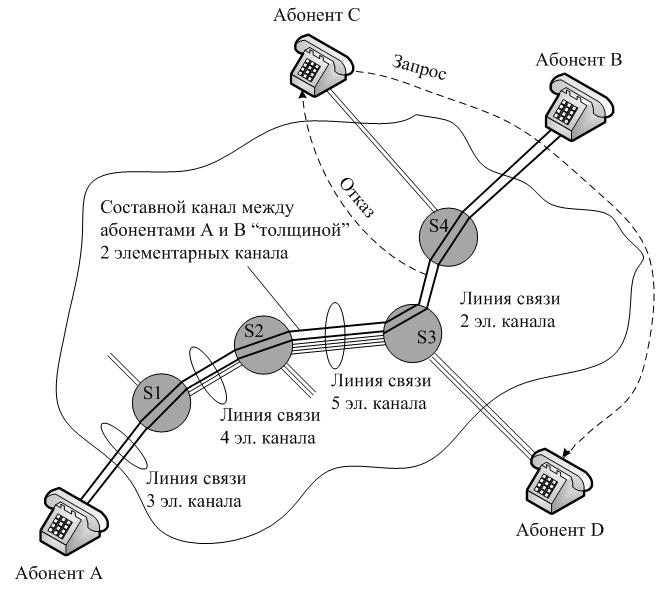 Абонент C
Запрос
Абонент B
Отказ
Составной канал между
абонентами А и В “толщиной”
2 элементарных канала
S4
Линия связи
2 эл. канала
S2
S3
S1
Линия связи
5 эл. канала
Линия связи
4 эл. канала
Линия связи
3 эл. канала
Абонент D
Абонент А